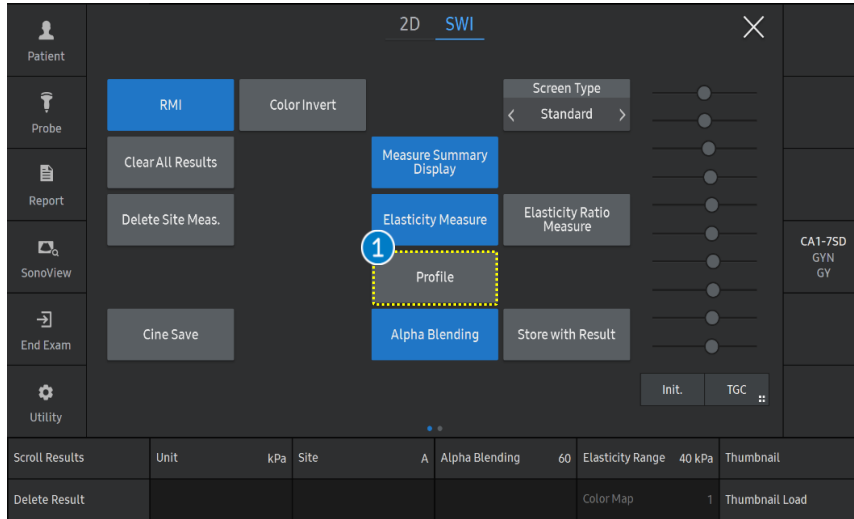 2D SWI
Patient
Probe
Report
SonoView
End Exam
Utility
RMI
Color Invert
Screen Type
Standard
Clear All Results
Measure Summary
Display
Delete Site Meas.
Elasticity Measure
Elasticity Ratio
Measure
1
Profile
Cine Save
Alpha Blending
Store with Result
Init.
TGC
CA1-7SD
GYN
GY
Scroll Results
Unit kPa
Site A
Alpha Blending 60
Elasticity Range 40 kPa
Thumbnail
Delete Result
Color Map 1
Thumbnail Load